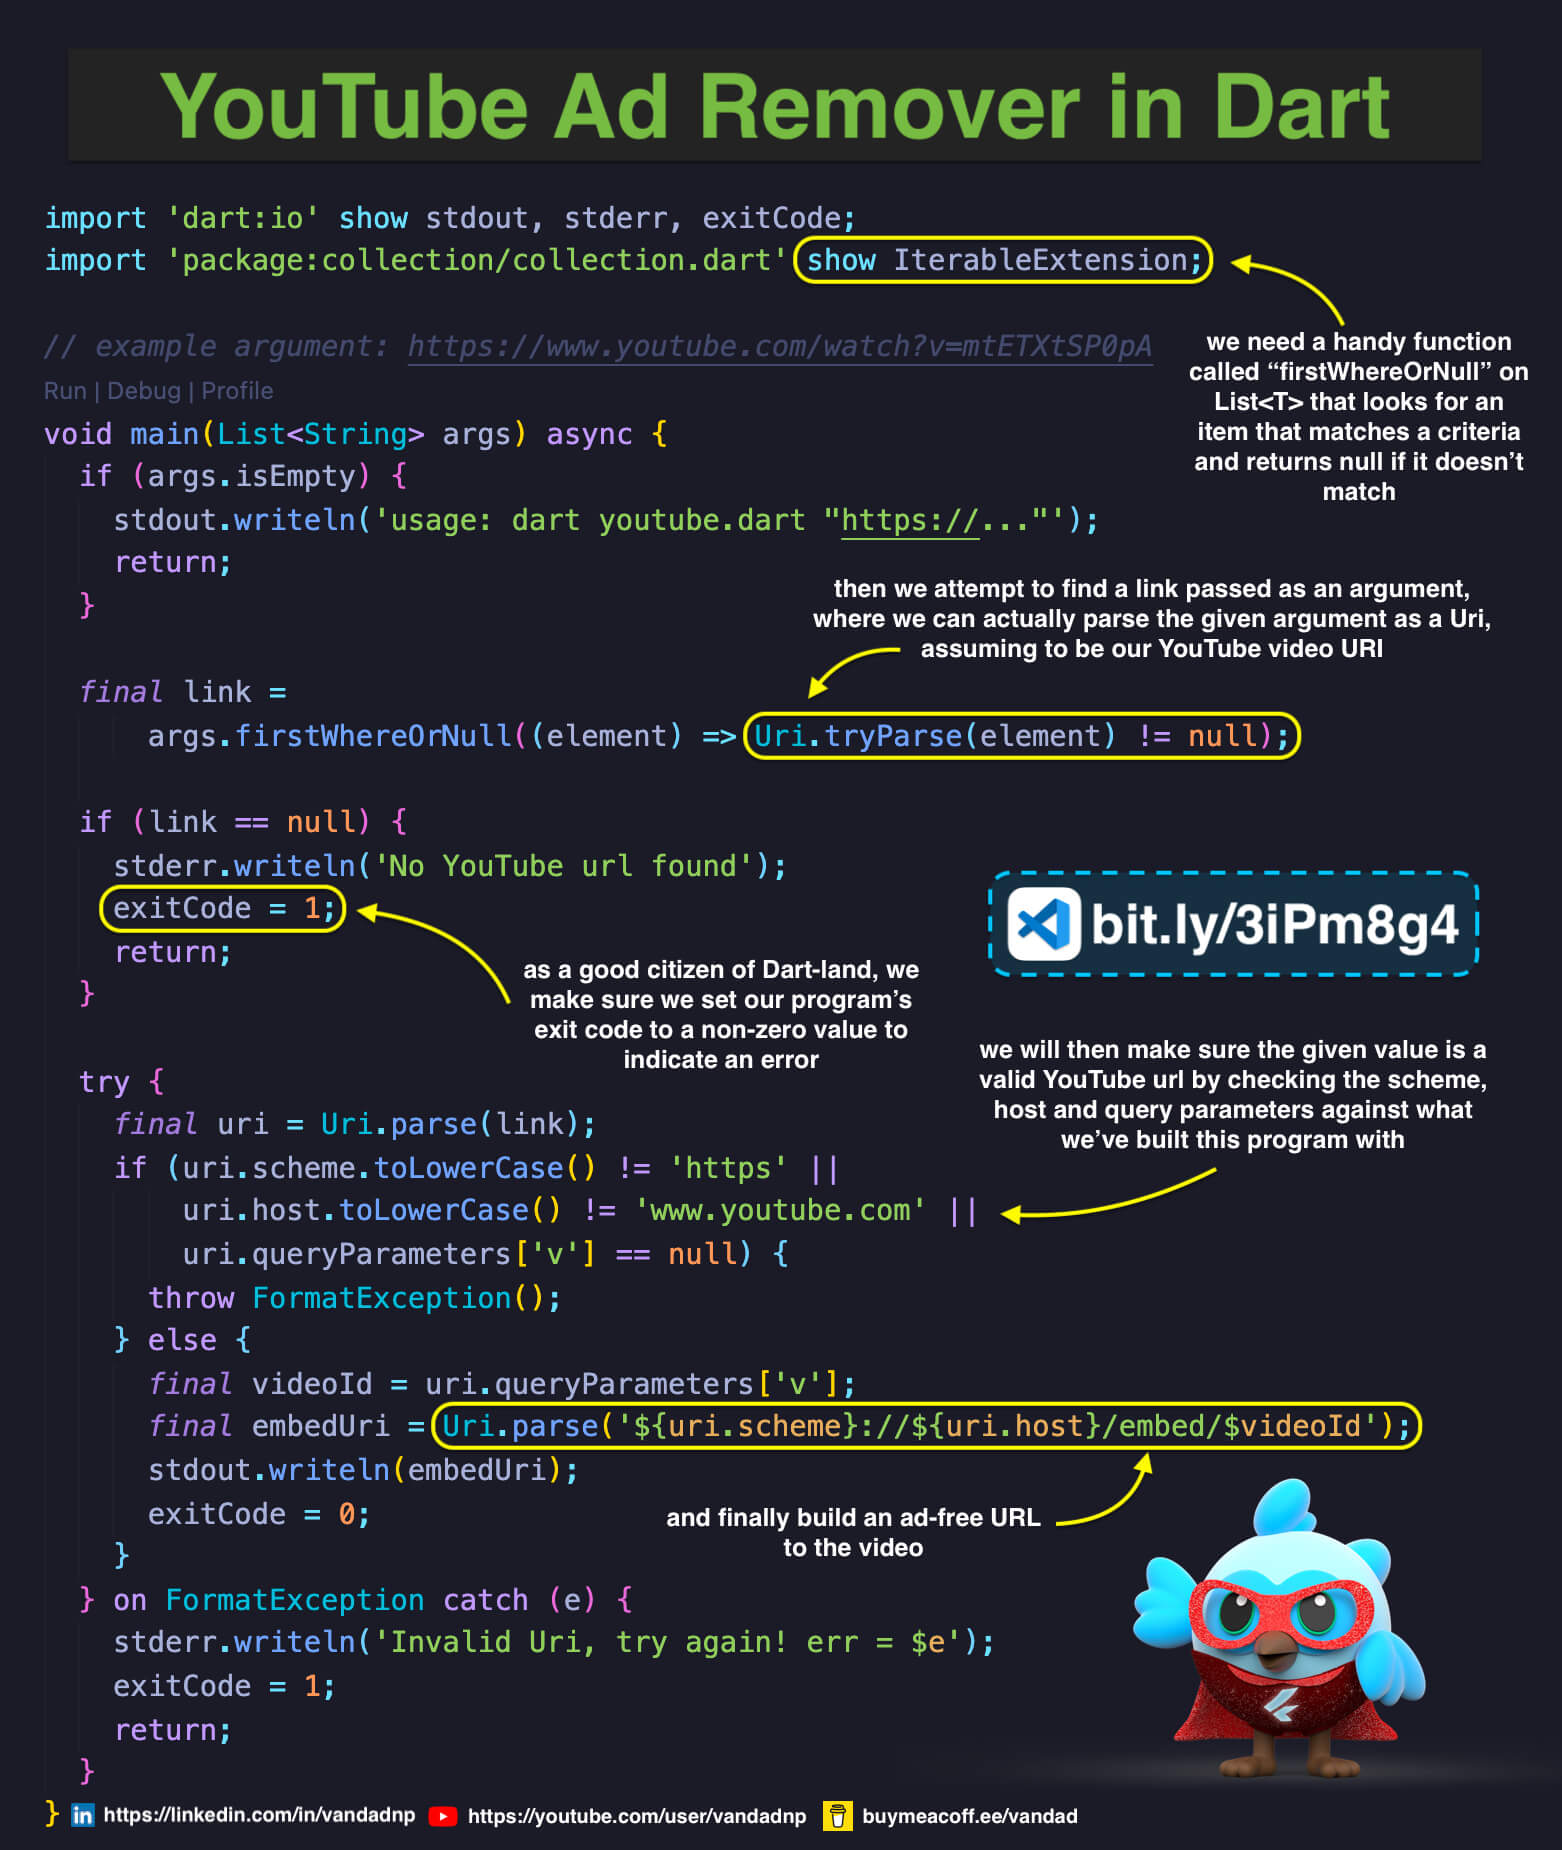 YouTube Ad Remover in Dart
import 'dart:io' show stdout, stderr, exitCode;
import 'package:collection/collection.dart' show IterableExtension;
we need a handy function
called “firstWhereOrNull” on
List<T> that looks for an
item that matches a criteria
and returns null if it doesn’t
match
// example argument: https://www.youtube.com/watch?v=mtETXtSP0pA
Run | Debug | Profile
void main(List<String> args) async {
if (args.isEmpty) {
stdout.writeln('usage: dart youtube.dart "https://..."');
return;
}
then we attempt to find a link passed as an argument,
where we can actually parse the given argument as a Uri,
assuming to be our YouTube video URI
final link =
args.firstWhereOrNull((element) => Uri.tryParse(element) != null);
if (link == null) {
stderr.writeln('No YouTube url found');
exitCode = 1;
return;
}
bit.ly/3iPm8g4
as a good citizen of Dart-land, we
make sure we set our program’s
exit code to a non-zero value to
indicate an error
we will then make sure the given value is a
valid YouTube url by checking the scheme,
host and query parameters against what
we’ve built this program with
try {
final uri = Uri.parse(link);
if (uri.scheme.toLowerCase() != 'https' ||
uri.host.toLowerCase() != 'www.youtube.com' ||
uri.queryParameters['v'] == null) {
throw FormatException();
} else {
final videoId = uri.queryParameters['v'];
final embedUri = Uri.parse('${uri.scheme}://${uri.host}/embed/$videoId');
stdout.writeln(embedUri);
exitCode = 0;
}
and finally build an ad-free URL
to the video
} on FormatException catch (e) {
stderr.writeln('Invalid Uri, try again! err = $e');
exitCode = 1;
return;
}
}
https://linkedin.com/in/vandadnp
https://youtube.com/user/vandadnp
buymeacoff.ee/vandad